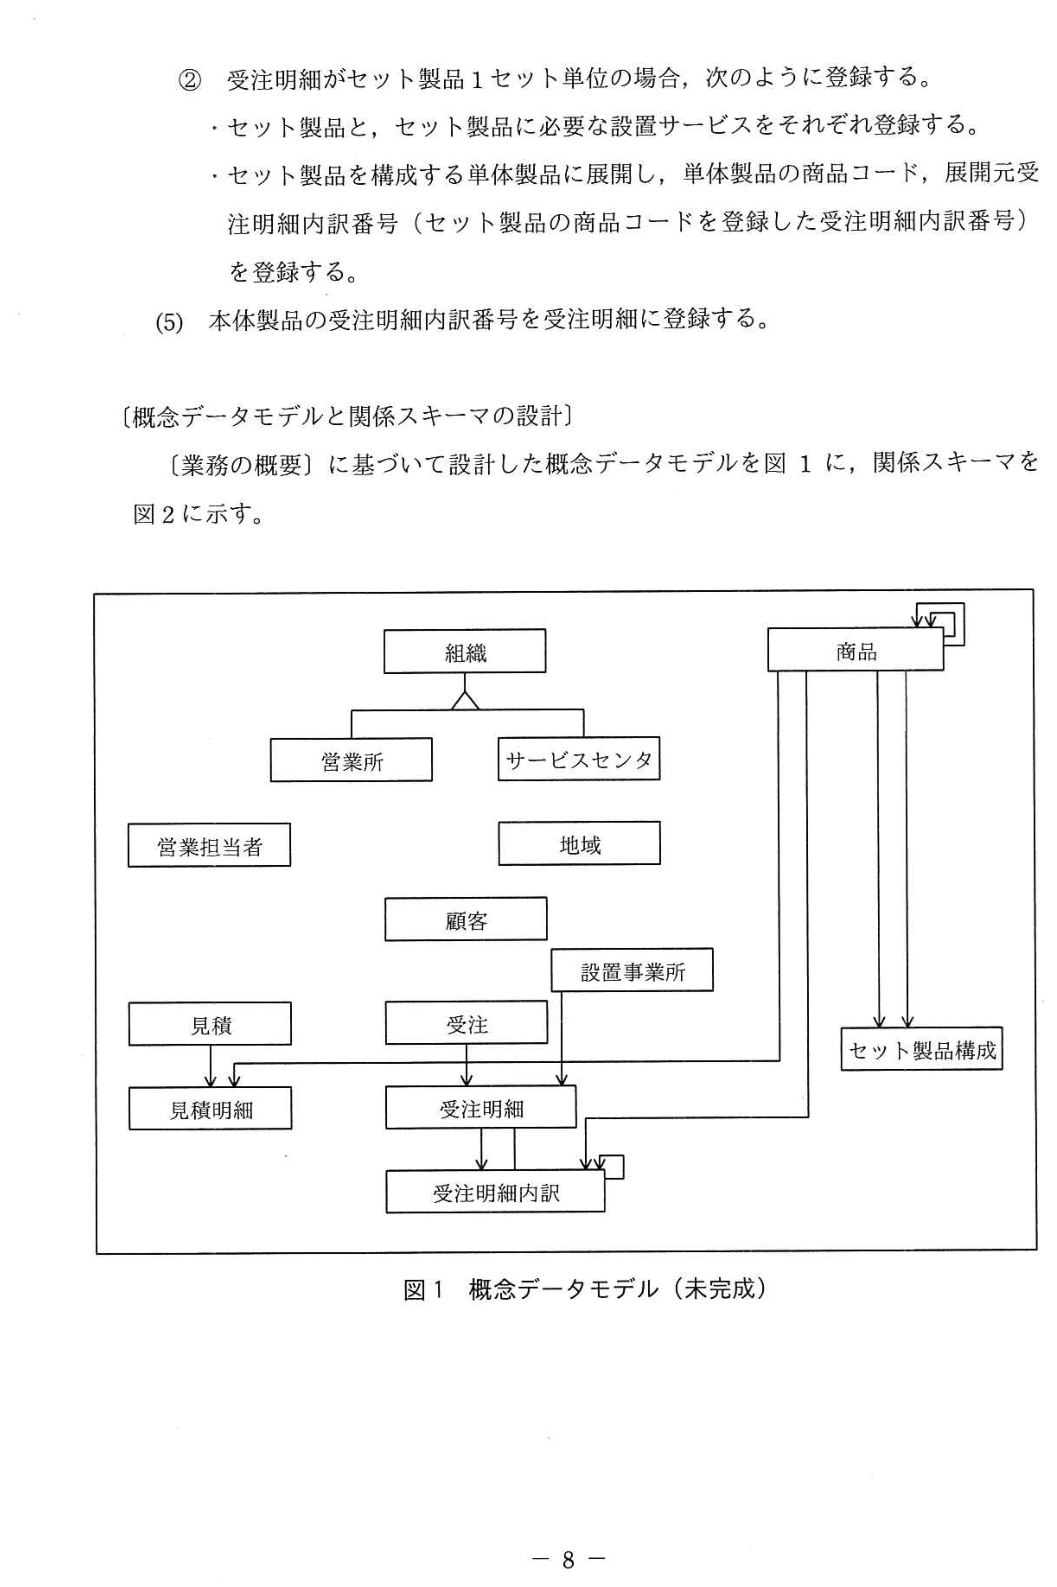 ② 受注明細がセット製品1セット単位の場合，次のように登録する。
・セット製品と，セット製品に必要な設置サービスをそれぞれ登録する。
・セット製品を構成する単体製品に展開し，単体製品の商品コード，展開元受
注明細内訳番号（セット製品の商品コードを登録した受注明細内訳番号）
を登録する。
(5) 本体製品の受注明細内訳番号を受注明細に登録する。
〔概念データモデルと関係スキーマの設計〕
〔業務の概要〕に基づいて設計した概念データモデルを図 1 に，関係スキーマを
図2に示す。
組織
商品
営業所
サービスセンタ
営業担当者
地域
顧客
設置事業所
見積
受注
セット製品構成
見積明細
受注明細
受注明細内訳
図1 概念データモデル（未完成）
－ 8 －